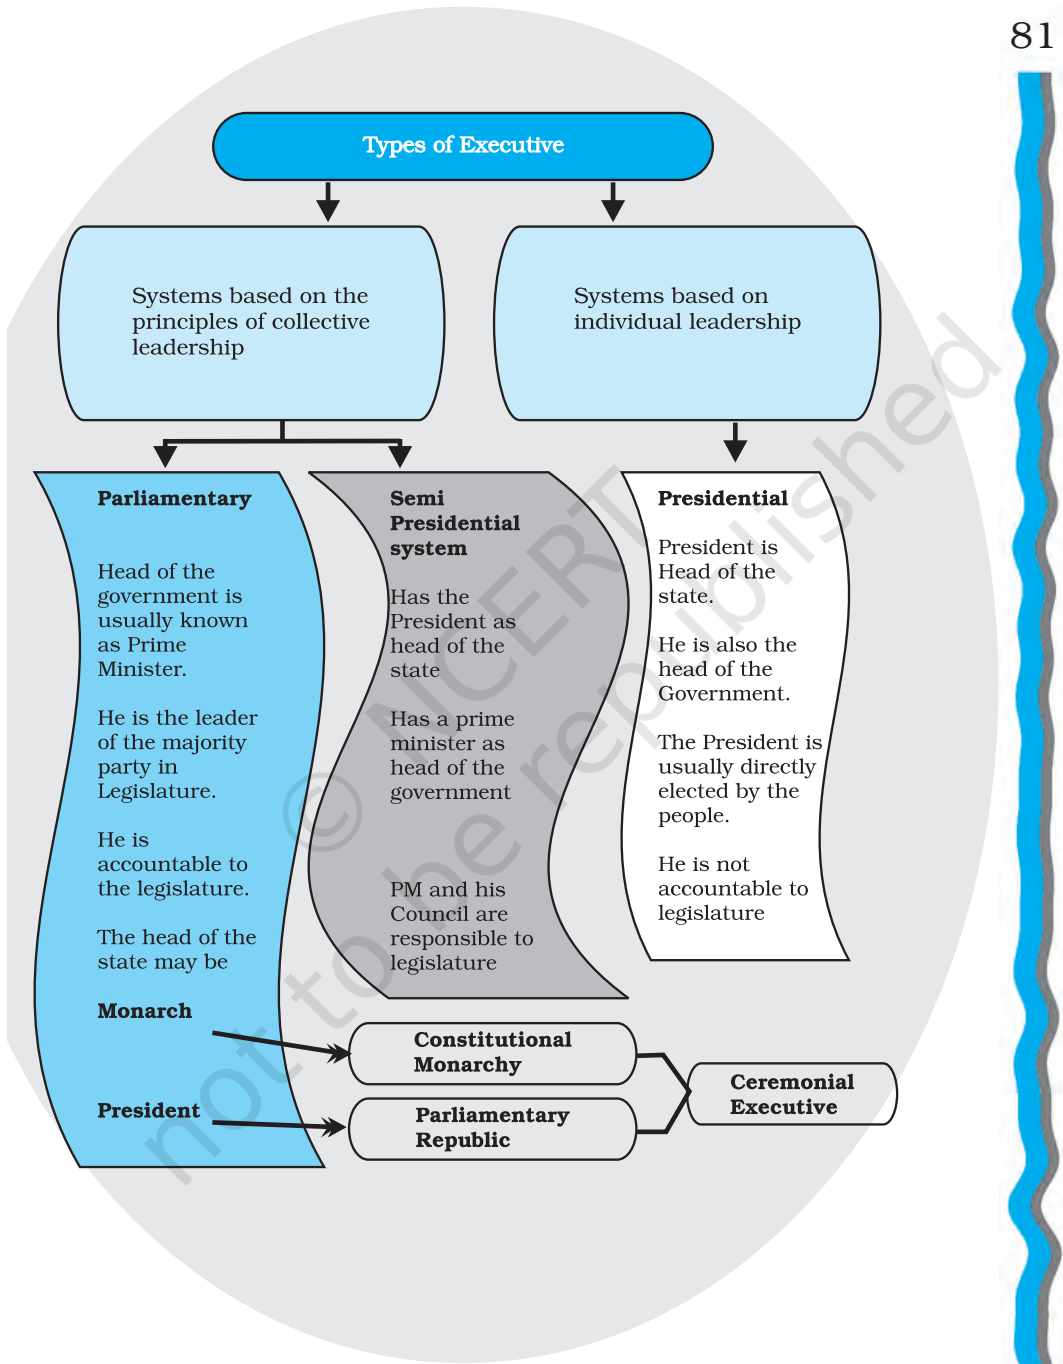 81
Types of Executive
Systems based on the
principles of collective
leadership
Systems based on
individual leadership
Parliamentary
Head of the
government is
usually known
as Prime
Minister.
He is the leader
of the majority
party in
Legislature.
He is
accountable to
the legislature.
The head of the
state may be
Monarch
President
Semi
Presidential
system
Has the
President as
head of the
state
Has a prime
minister as
head of the
government
PM and his
Council are
responsible to
legislature
Presidential
President is
Head of the
state.
He is also the
head of the
Government.
The President is
usually directly
elected by the
people.
He is not
accountable to
legislature
Constitutional
Monarchy
Parliamentary
Republic
Ceremonial
Executive
© NCERT
not to be republished